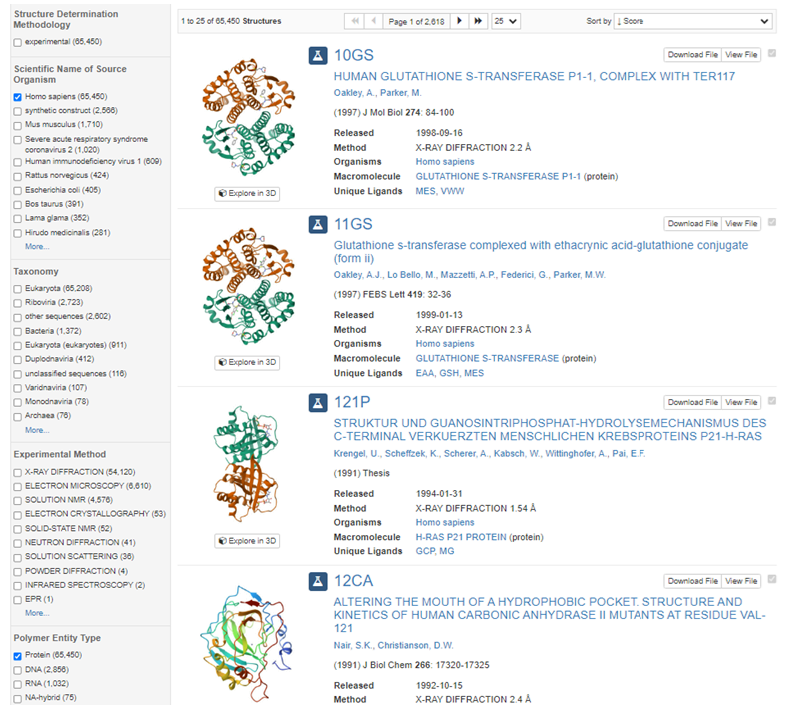 Structure Determination
Methodology
experimental (65,450)
Scientific Name of Source
Organism
Homo sapiens (65,450)
synthetic construct (2,566)
Mus musculus (1,710)
Severe acute respiratory syndrome
coronavirus 2 (1,020)
Human immunodeficiency virus 1 (609)
Rattus norvegicus (424)
Escherichia coli (405)
Bos taurus (391)
Lama glama (352)
Hirudo medicinalis (281)
More...
Taxonomy
Eukaryota (65,208)
Riboviria (2,723)
other sequences (2,602)
Bacteria (1,372)
Eukaryota (eukaryotes) (911)
Duplodnaviria (412)
unclassified sequences (116)
Varidnaviria (107)
Monodnaviria (78)
Archaea (76)
More...
Experimental Method
X-RAY DIFFRACTION (54,120)
ELECTRON MICROSCOPY (6,610)
SOLUTION NMR (4,576)
ELECTRON CRYSTALLOGRAPHY (53)
SOLID-STATE NMR (52)
NEUTRON DIFFRACTION (41)
SOLUTION SCATTERING (36)
POWDER DIFFRACTION (4)
INFRARED SPECTROSCOPY (2)
EPR (1)
More...
Polymer Entity Type
Protein (65,450)
DNA (2,856)
RNA (1,032)
NA-hybrid (75)
1 to 25 of 65,450 Structures
Page 1 of 2,618
25
Sort by
↓ Score
10GS
Download File View File
HUMAN GLUTATHIONE S-TRANSFERASE P1-1, COMPLEX WITH TER117
Oakley, A., Parker, M.
(1997) J Mol Biol 274: 84-100
Released 1998-09-16
Method X-RAY DIFFRACTION 2.2 Å
Organisms Homo sapiens
Macromolecule GLUTATHIONE S-TRANSFERASE P1-1 (protein)
Unique Ligands MES, VWW
Explore in 3D
11GS
Download File View File
Glutathione s-transferase complexed with ethacrynic acid-glutathione conjugate
(form ii)
Oakley, A.J., Lo Bello, M., Mazzetti, A.P., Federici, G., Parker, M.W.
(1997) FEBS Lett 419: 32-36
Released 1999-01-13
Method X-RAY DIFFRACTION 2.3 Å
Organisms Homo sapiens
Macromolecule GLUTATHIONE S-TRANSFERASE (protein)
Unique Ligands EAA, GSH, MES
Explore in 3D
121P
Download File View File
STRUKTUR UND GUANOSINTRIPHOSPHAT-HYDROLYSEMECHANISMUS DES
C-TERMINAL VERKUERZTEN MENSCHLICHEN KREBSPROTEINS P21-H-RAS
Krengel, U., Scheffzek, K., Scherer, A., Kabsch, W., Wittinghofer, A., Pai, E.F.
(1991) Thesis
Released 1994-01-31
Method X-RAY DIFFRACTION 1.54 Å
Organisms Homo sapiens
Macromolecule H-RAS P21 PROTEIN (protein)
Unique Ligands GCP, MG
Explore in 3D
12CA
Download File View File
ALTERING THE MOUTH OF A HYDROPHOBIC POCKET. STRUCTURE AND
KINETICS OF HUMAN CARBONIC ANHYDRASE II MUTANTS AT RESIDUE VAL-
121
Nair, S.K., Christianson, D.W.
(1991) J Biol Chem 266: 17320-17325
Released 1992-10-15
Method X-RAY DIFFRACTION 2.4 Å